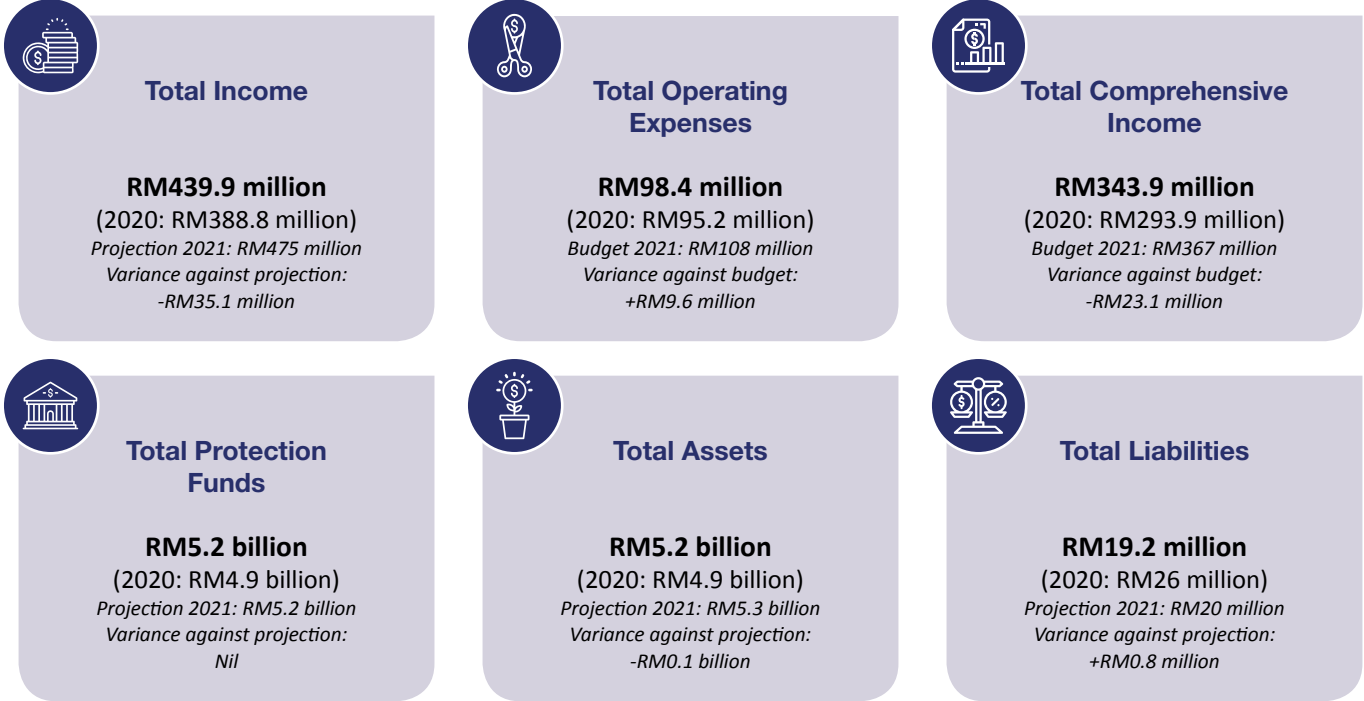 Total Income
RM439.9 million
(2020: RM388.8 million)
Projection 2021: RM475 million
Variance against projection:
-RM35.1 million
Total Operating
Expenses
RM98.4 million
(2020: RM95.2 million)
Budget 2021: RM108 million
Variance against budget:
+RM9.6 million
Total Comprehensive
Income
RM343.9 million
(2020: RM293.9 million)
Budget 2021: RM367 million
Variance against budget:
-RM23.1 million
Total Protection
Funds
RM5.2 billion
(2020: RM4.9 billion)
Projection 2021: RM5.2 billion
Variance against projection:
Nil
Total Assets
RM5.2 billion
(2020: RM4.9 billion)
Projection 2021: RM5.3 billion
Variance against projection:
-RM0.1 billion
Total Liabilities
RM19.2 million
(2020: RM26 million)
Projection 2021: RM20 million
Variance against projection:
+RM0.8 million